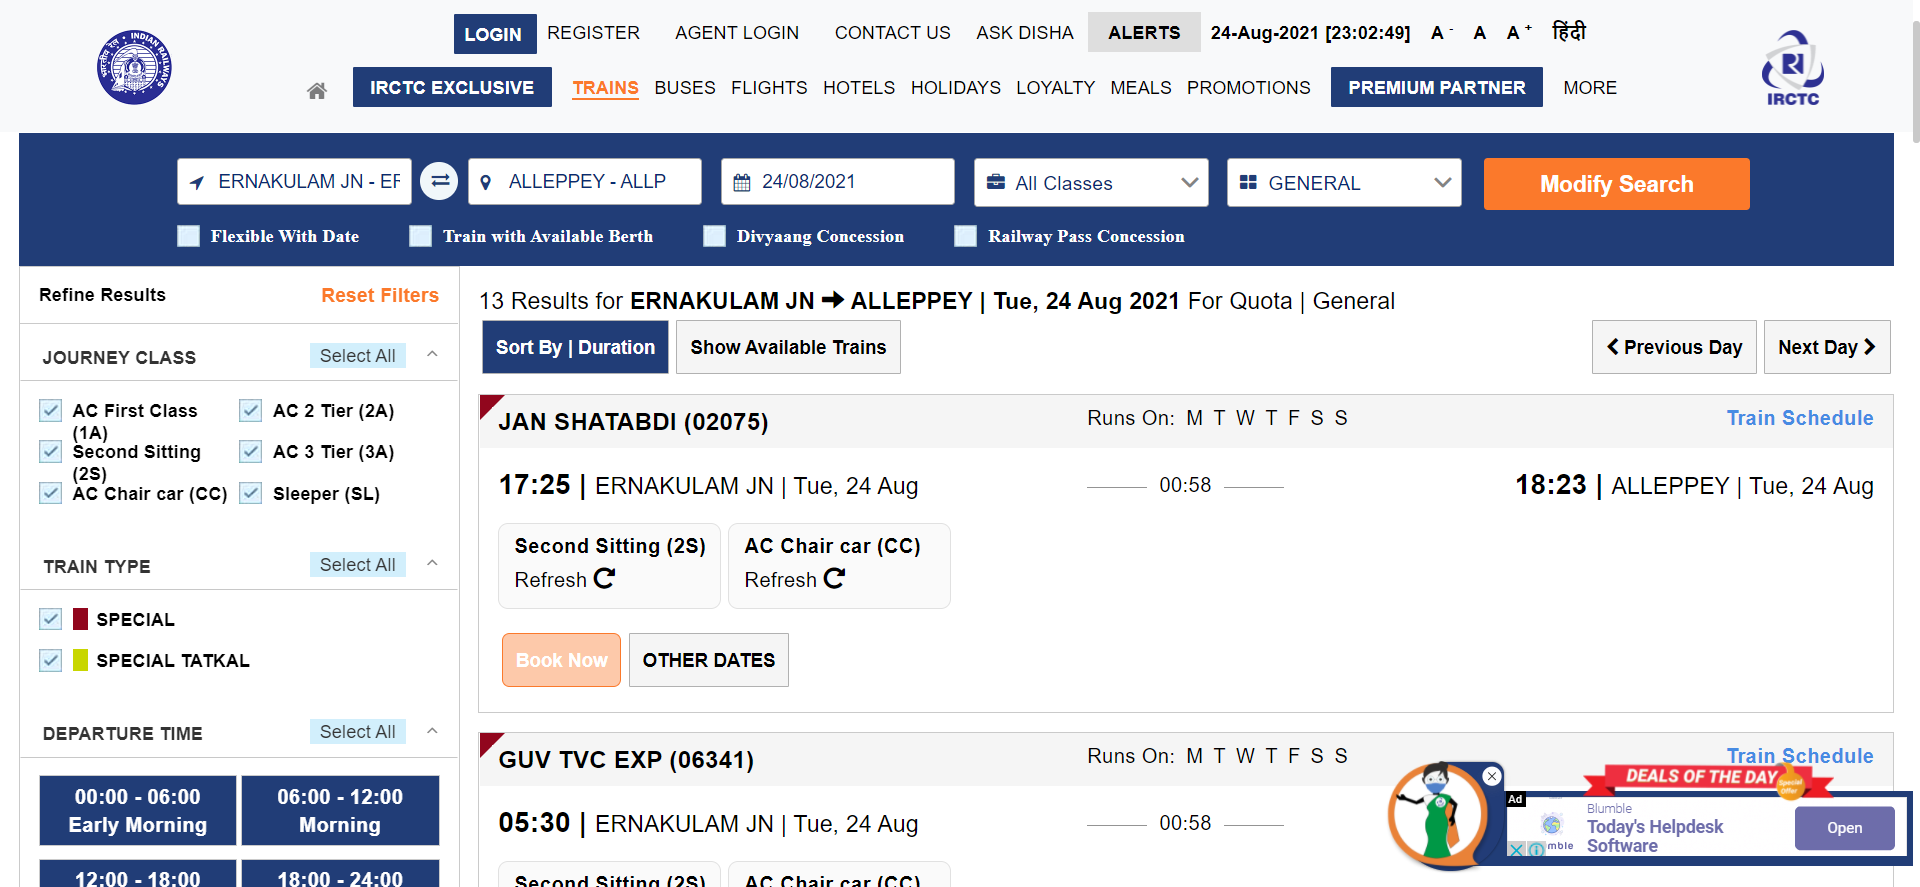 LOGIN REGISTER AGENT LOGIN CONTACT US ASK DISHA ALERTS 24-Aug-2021 [23:02:49] A - A A + हिंदी
IRCTC EXCLUSIVE TRAINS BUSES FLIGHTS HOTELS HOLIDAYS LOYALTY MEALS PROMOTIONS PREMIUM PARTNER MORE
INDIAN RAILWAYS
IRCTC
ERNAKULAM JN - ER ALLEPPEY - ALLP 24/08/2021 All Classes GENERAL Modify Search
Flexible With Date Train with Available Berth Divyaang Concession Railway Pass Concession
Refine Results Reset Filters
JOURNEY CLASS Select All
AC First Class (1A)
AC 2 Tier (2A)
Second Sitting (2S)
AC 3 Tier (3A)
AC Chair car (CC)
Sleeper (SL)
TRAIN TYPE Select All
SPECIAL
SPECIAL TATKAL
DEPARTURE TIME Select All
00:00 - 06:00
Early Morning
06:00 - 12:00
Morning
12:00 - 18:00
18:00 - 24:00
13 Results for ERNAKULAM JN ➔ ALLEPPEY | Tue, 24 Aug 2021 For Quota | General
Sort By | Duration Show Available Trains Previous Day Next Day
JAN SHATABDI (02075) Runs On: M T W T F S S Train Schedule
17:25 | ERNAKULAM JN | Tue, 24 Aug 00:58 18:23 | ALLEPPEY | Tue, 24 Aug
Second Sitting (2S) AC Chair car (CC)
Refresh Refresh
Book Now OTHER DATES
GUV TVC EXP (06341) Runs On: M T W T F S S Train Schedule
05:30 | ERNAKULAM JN | Tue, 24 Aug 00:58
Second Sitting (2S) AC Chair car (CC)
DEALS OF THE DAY
Special Offer
Ad
Blumble
Today's Helpdesk
Software
Open
mble